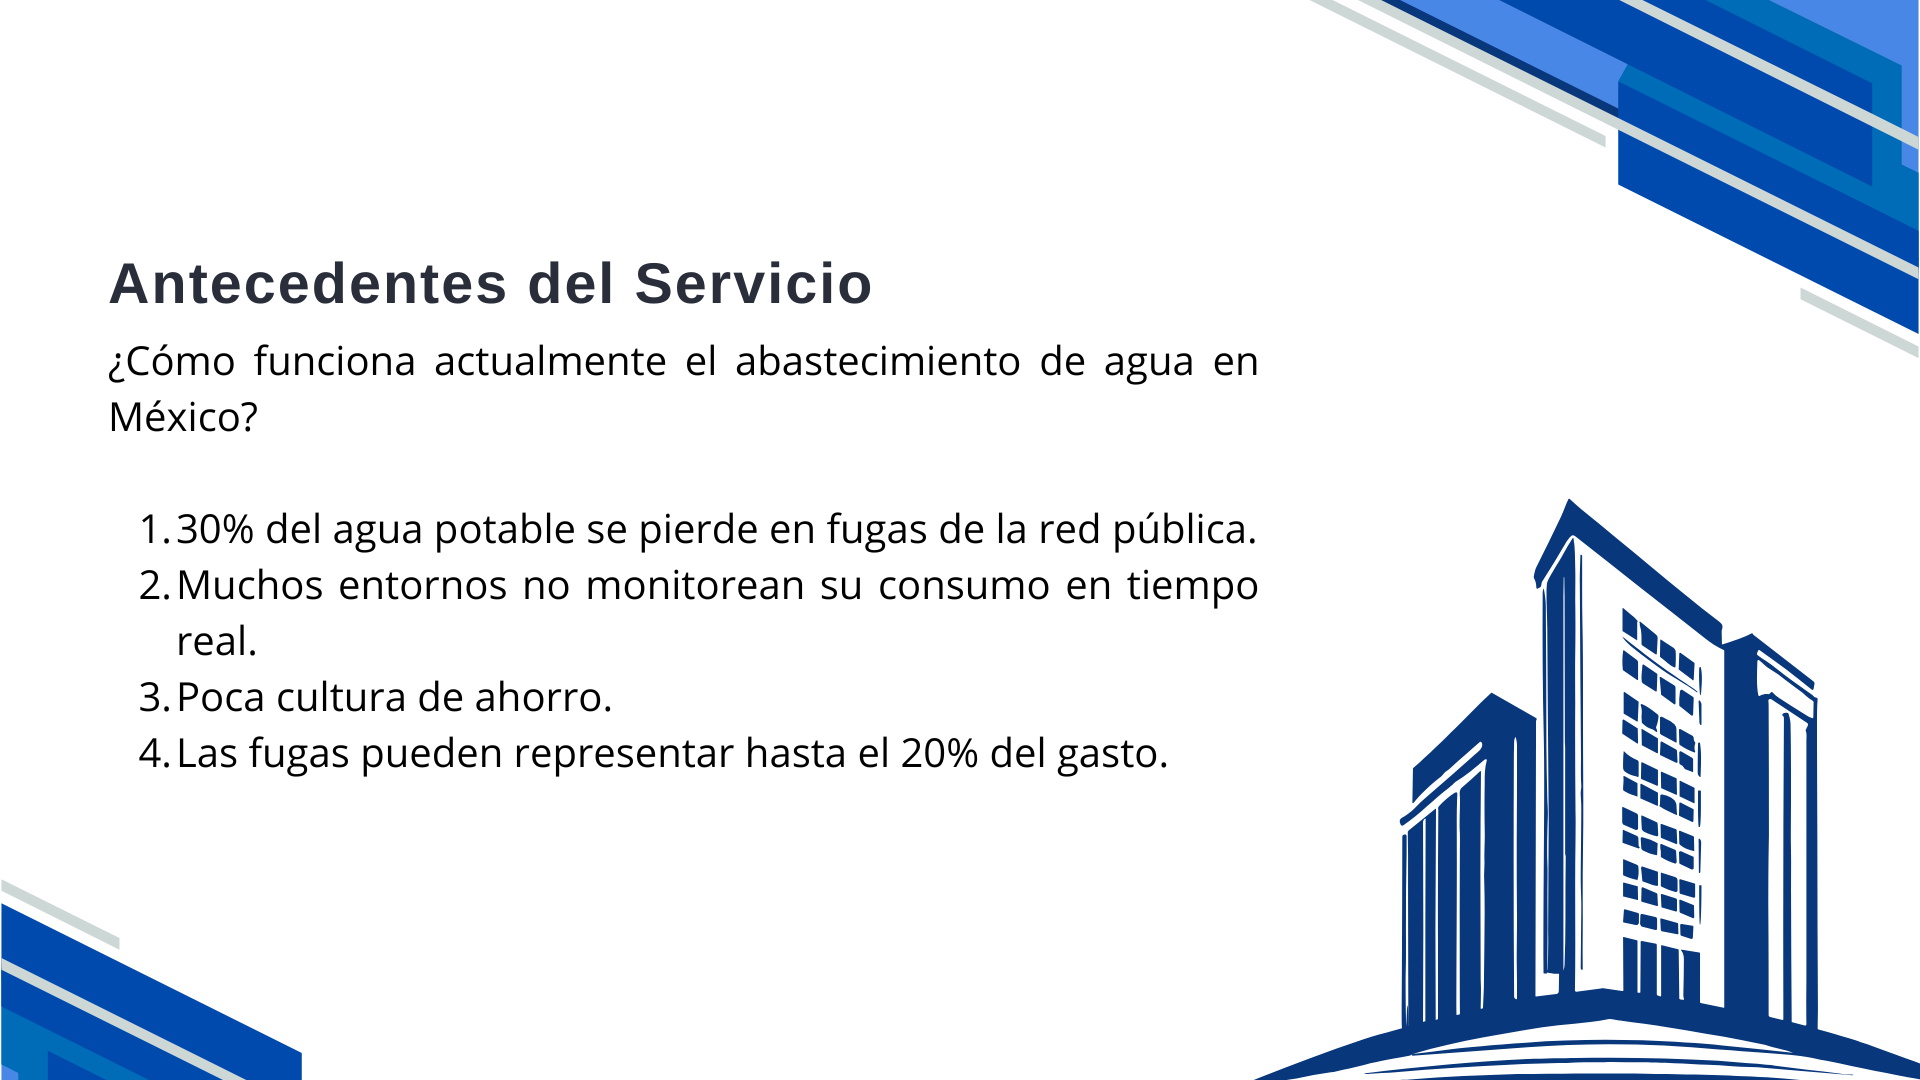 Antecedentes del Servicio
¿Cómo funciona actualmente el abastecimiento de agua en
México?
1. 30% del agua potable se pierde en fugas de la red pública.
2. Muchos entornos no monitorean su consumo en tiempo
real.
3. Poca cultura de ahorro.
4. Las fugas pueden representar hasta el 20% del gasto.